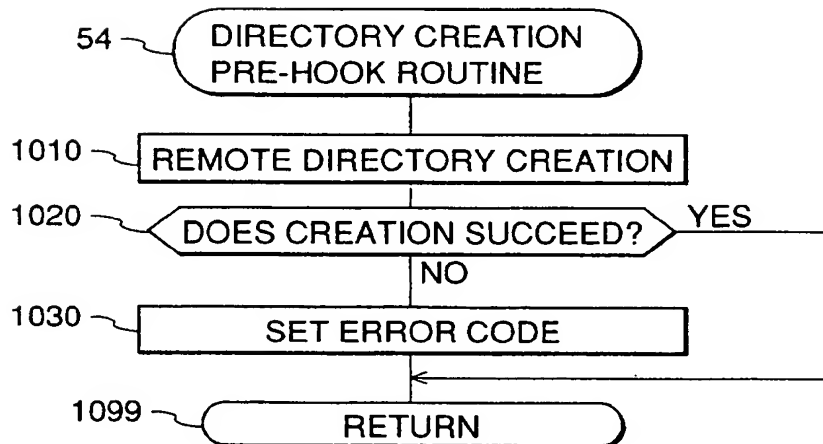 54
DIRECTORY CREATION
PRE-HOOK ROUTINE
1010
REMOTE DIRECTORY CREATION
1020
DOES CREATION SUCCEED?
YES
NO
1030
SET ERROR CODE
1099
RETURN